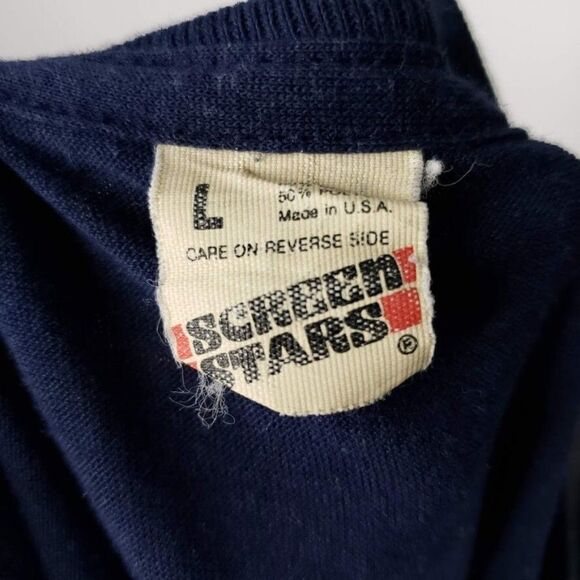 L
50%
Made in U.S.A.
CARE ON REVERSE SIDE
SCREEN
STARS
®